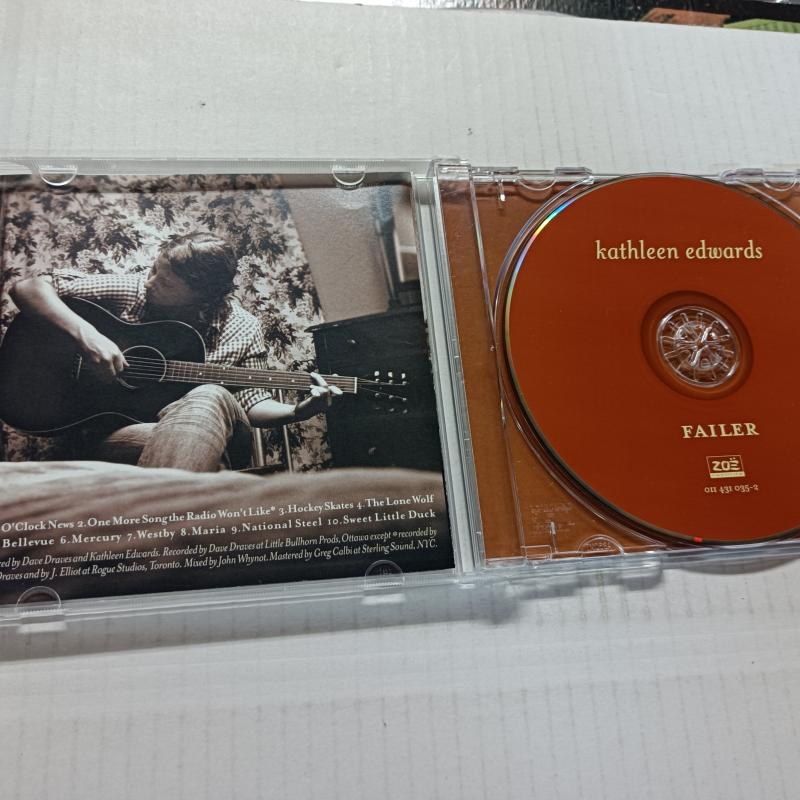 O'Clock News 2. One More Song the Radio Won't Like* 3. Hockey Skates 4. The Lone Wolf
Bellevue 6. Mercury 7. Westby 8. Maria 9. National Steel 10. Sweet Little Duck
ed by Dave Draves and Kathleen Edwards. Recorded by Dave Draves at Little Bullhorn Prods, Ottawa except * recorded by
Draves and by J. Elliot at Rogue Studios, Toronto. Mixed by John Whynot. Mastered by Greg Calbi at Sterling Sound, NYC.
kathleen edwards
FAILER
ZOË
011 431 035-2